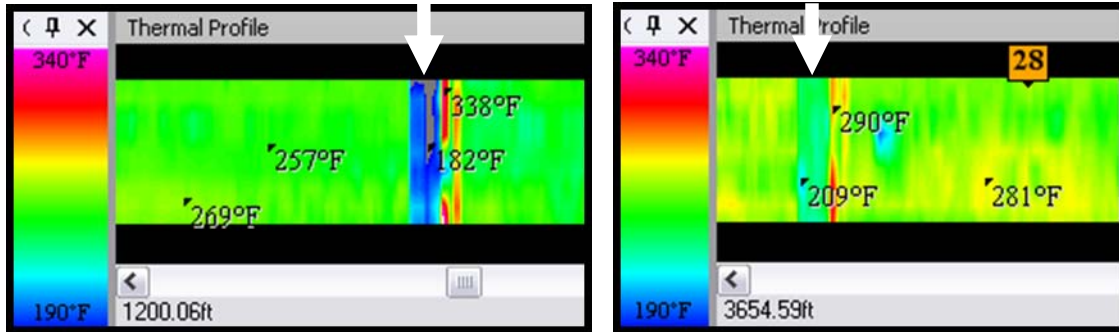 Thermal Profile
340°F
338°F
257°F
182°F
269°F
190°F
1200.06ft
Thermal Profile
340°F
28
290°F
209°F
281°F
190°F
3654.59ft